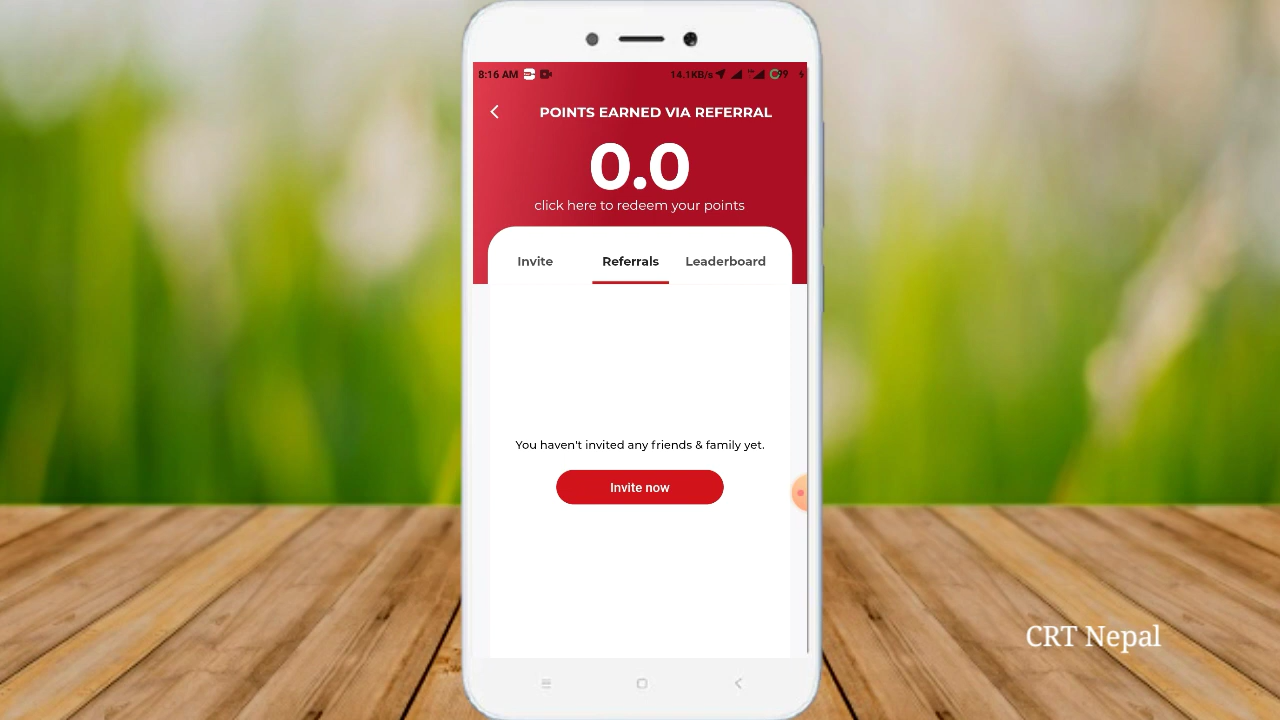 8:16 AM 14.1KB/s 99
POINTS EARNED VIA REFERRAL
0.0
click here to redeem your points
Invite Referrals Leaderboard
You haven't invited any friends & family yet.
Invite now
CRT Nepal